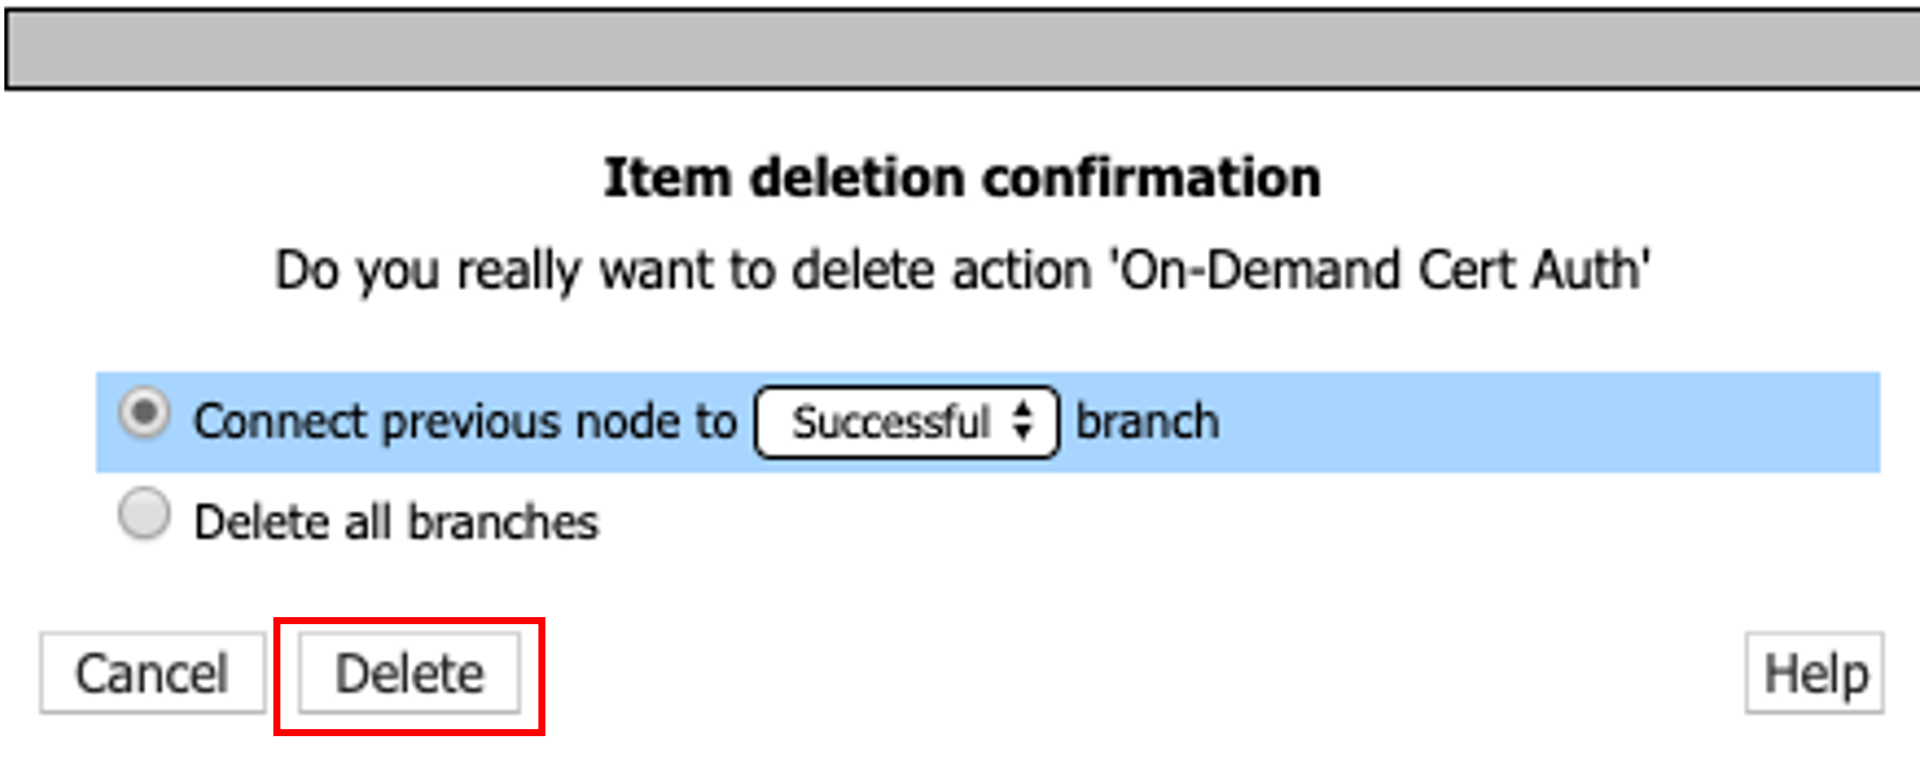 Item deletion confirmation
Do you really want to delete action 'On-Demand Cert Auth'
Connect previous node to Successful branch
Delete all branches
Cancel Delete Help